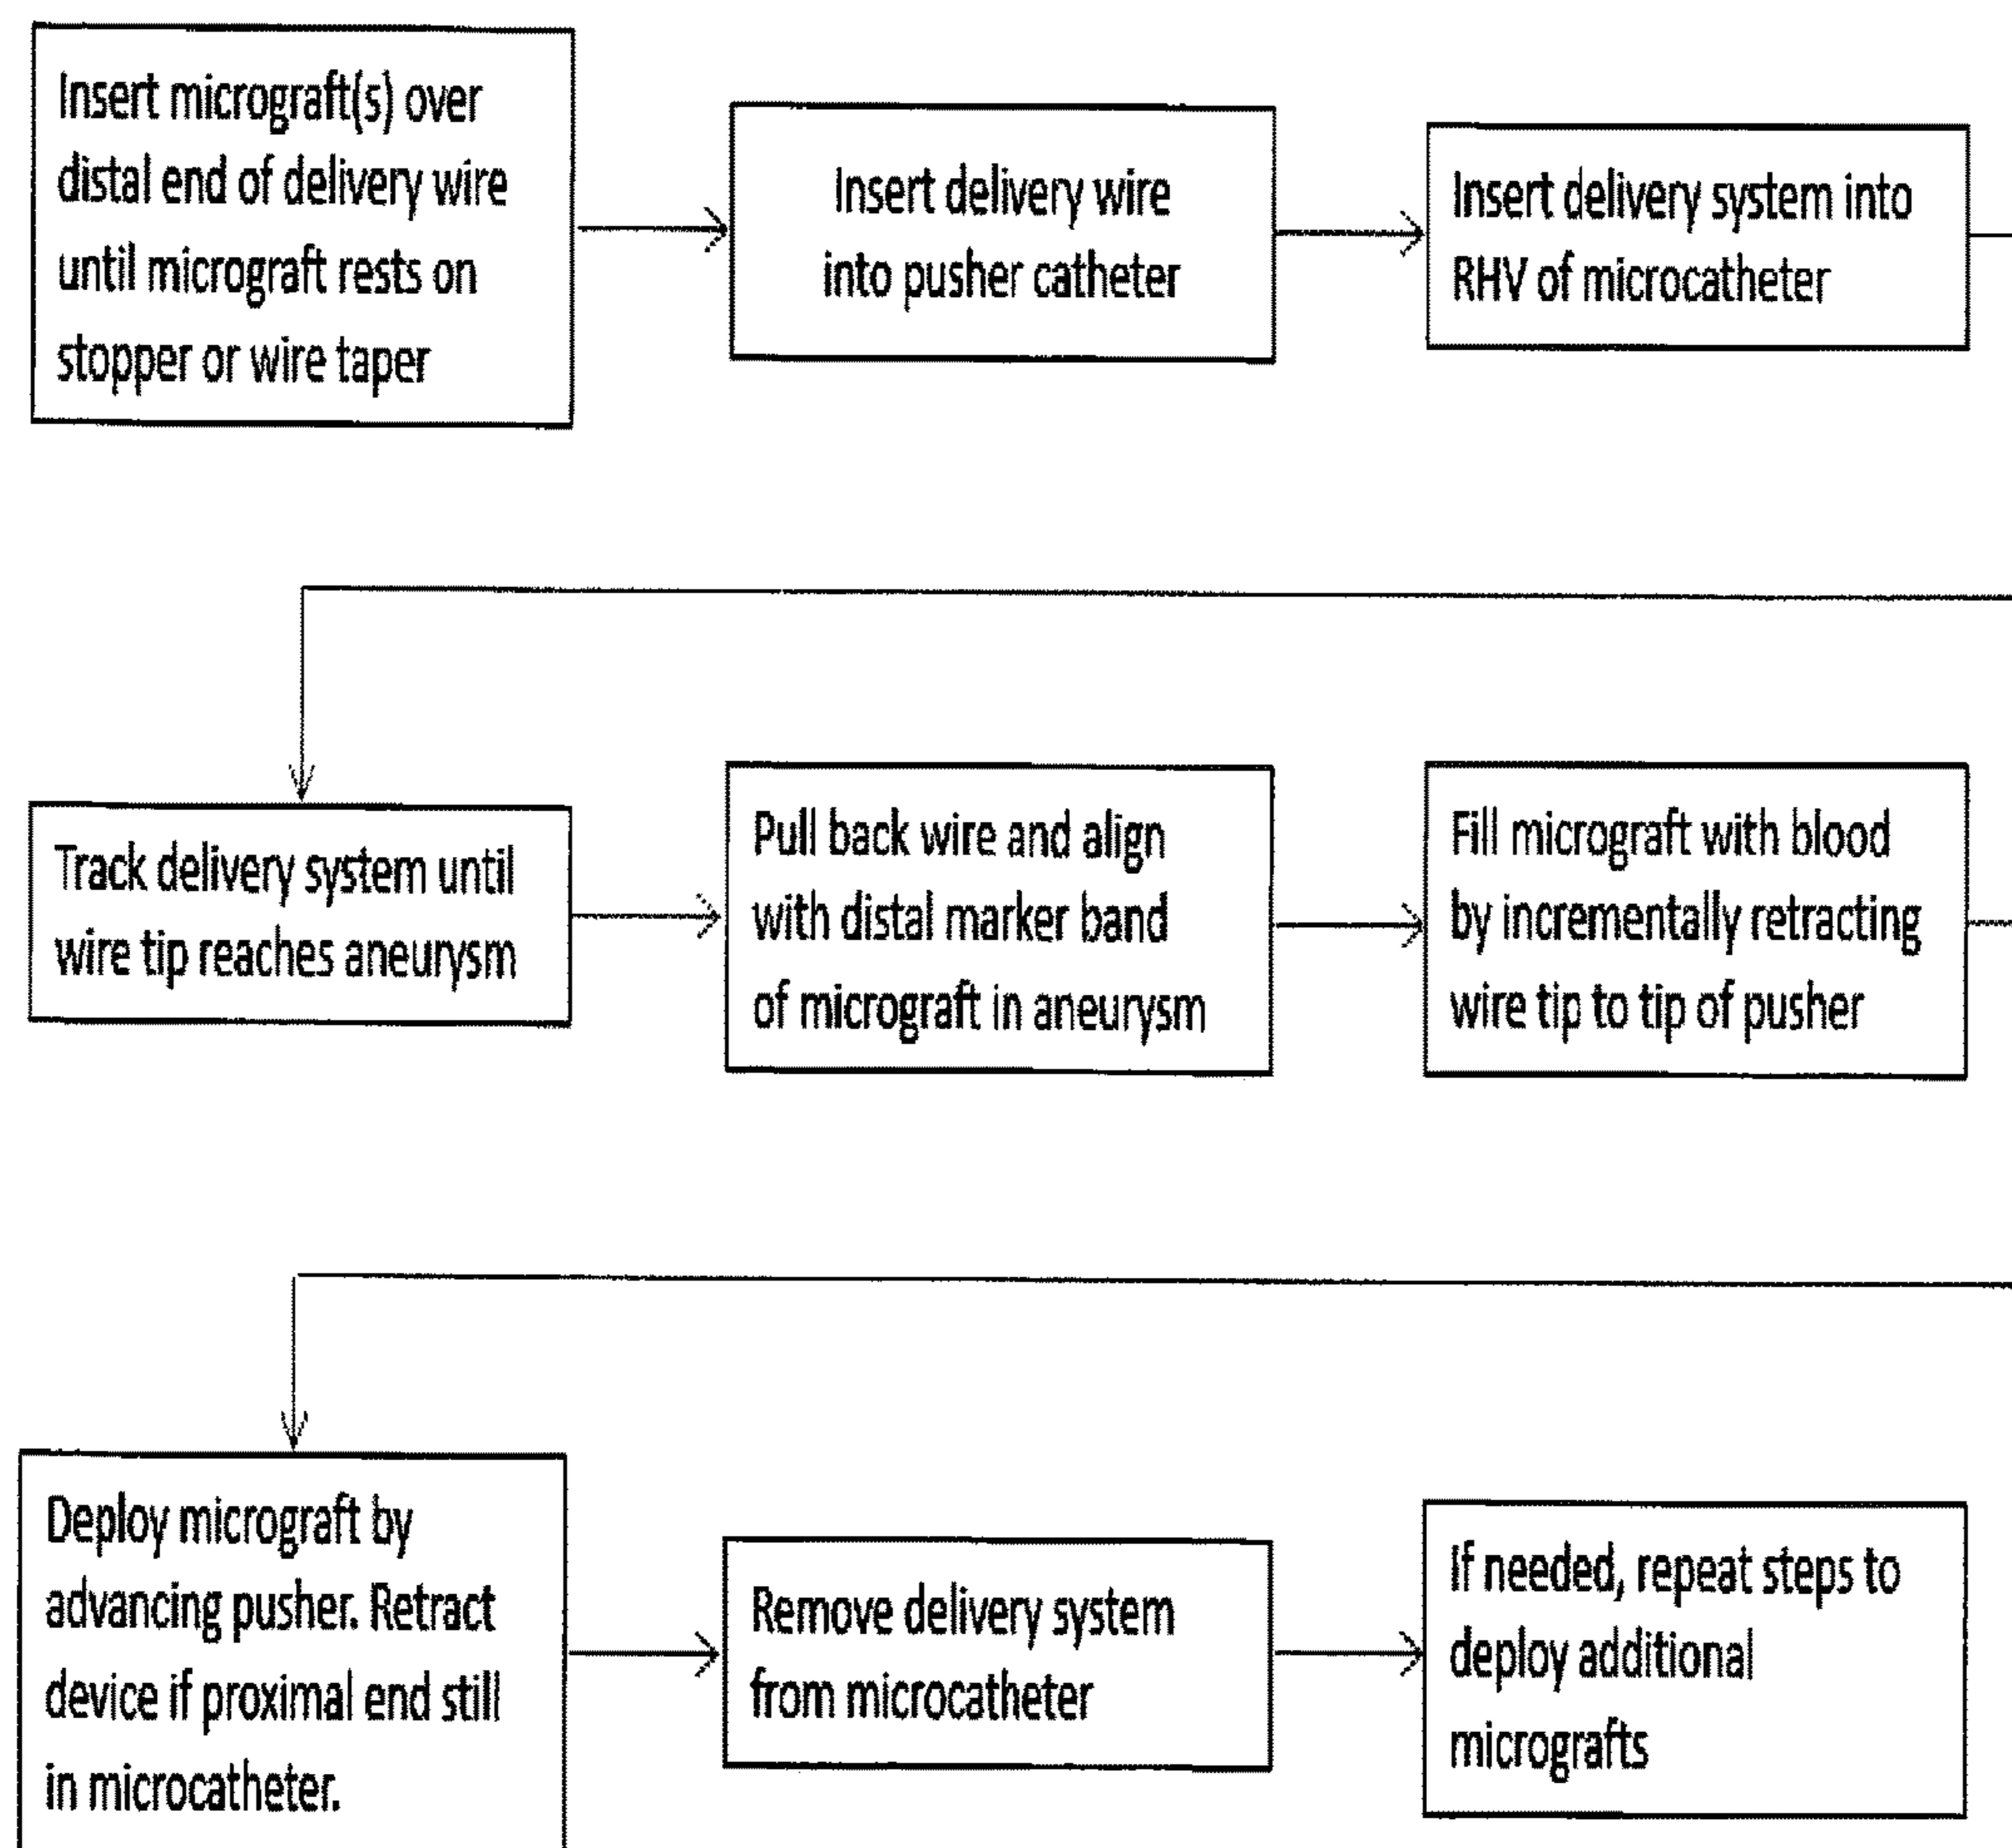 Insert micrograft(s) over
distal end of delivery wire
until micrograft rests on
stopper or wire taper
Insert delivery wire
into pusher catheter
Insert delivery system into
RHV of microcatheter
Track delivery system until
wire tip reaches aneurysm
Pull back wire and align
with distal marker band
of micrograft in aneurysm
Fill micrograft with blood
by incrementally retracting
wire tip to tip of pusher
Deploy micrograft by
advancing pusher. Retract
device if proximal end still
in microcatheter.
Remove delivery system
from microcatheter
If needed, repeat steps to
deploy additional
micrografts